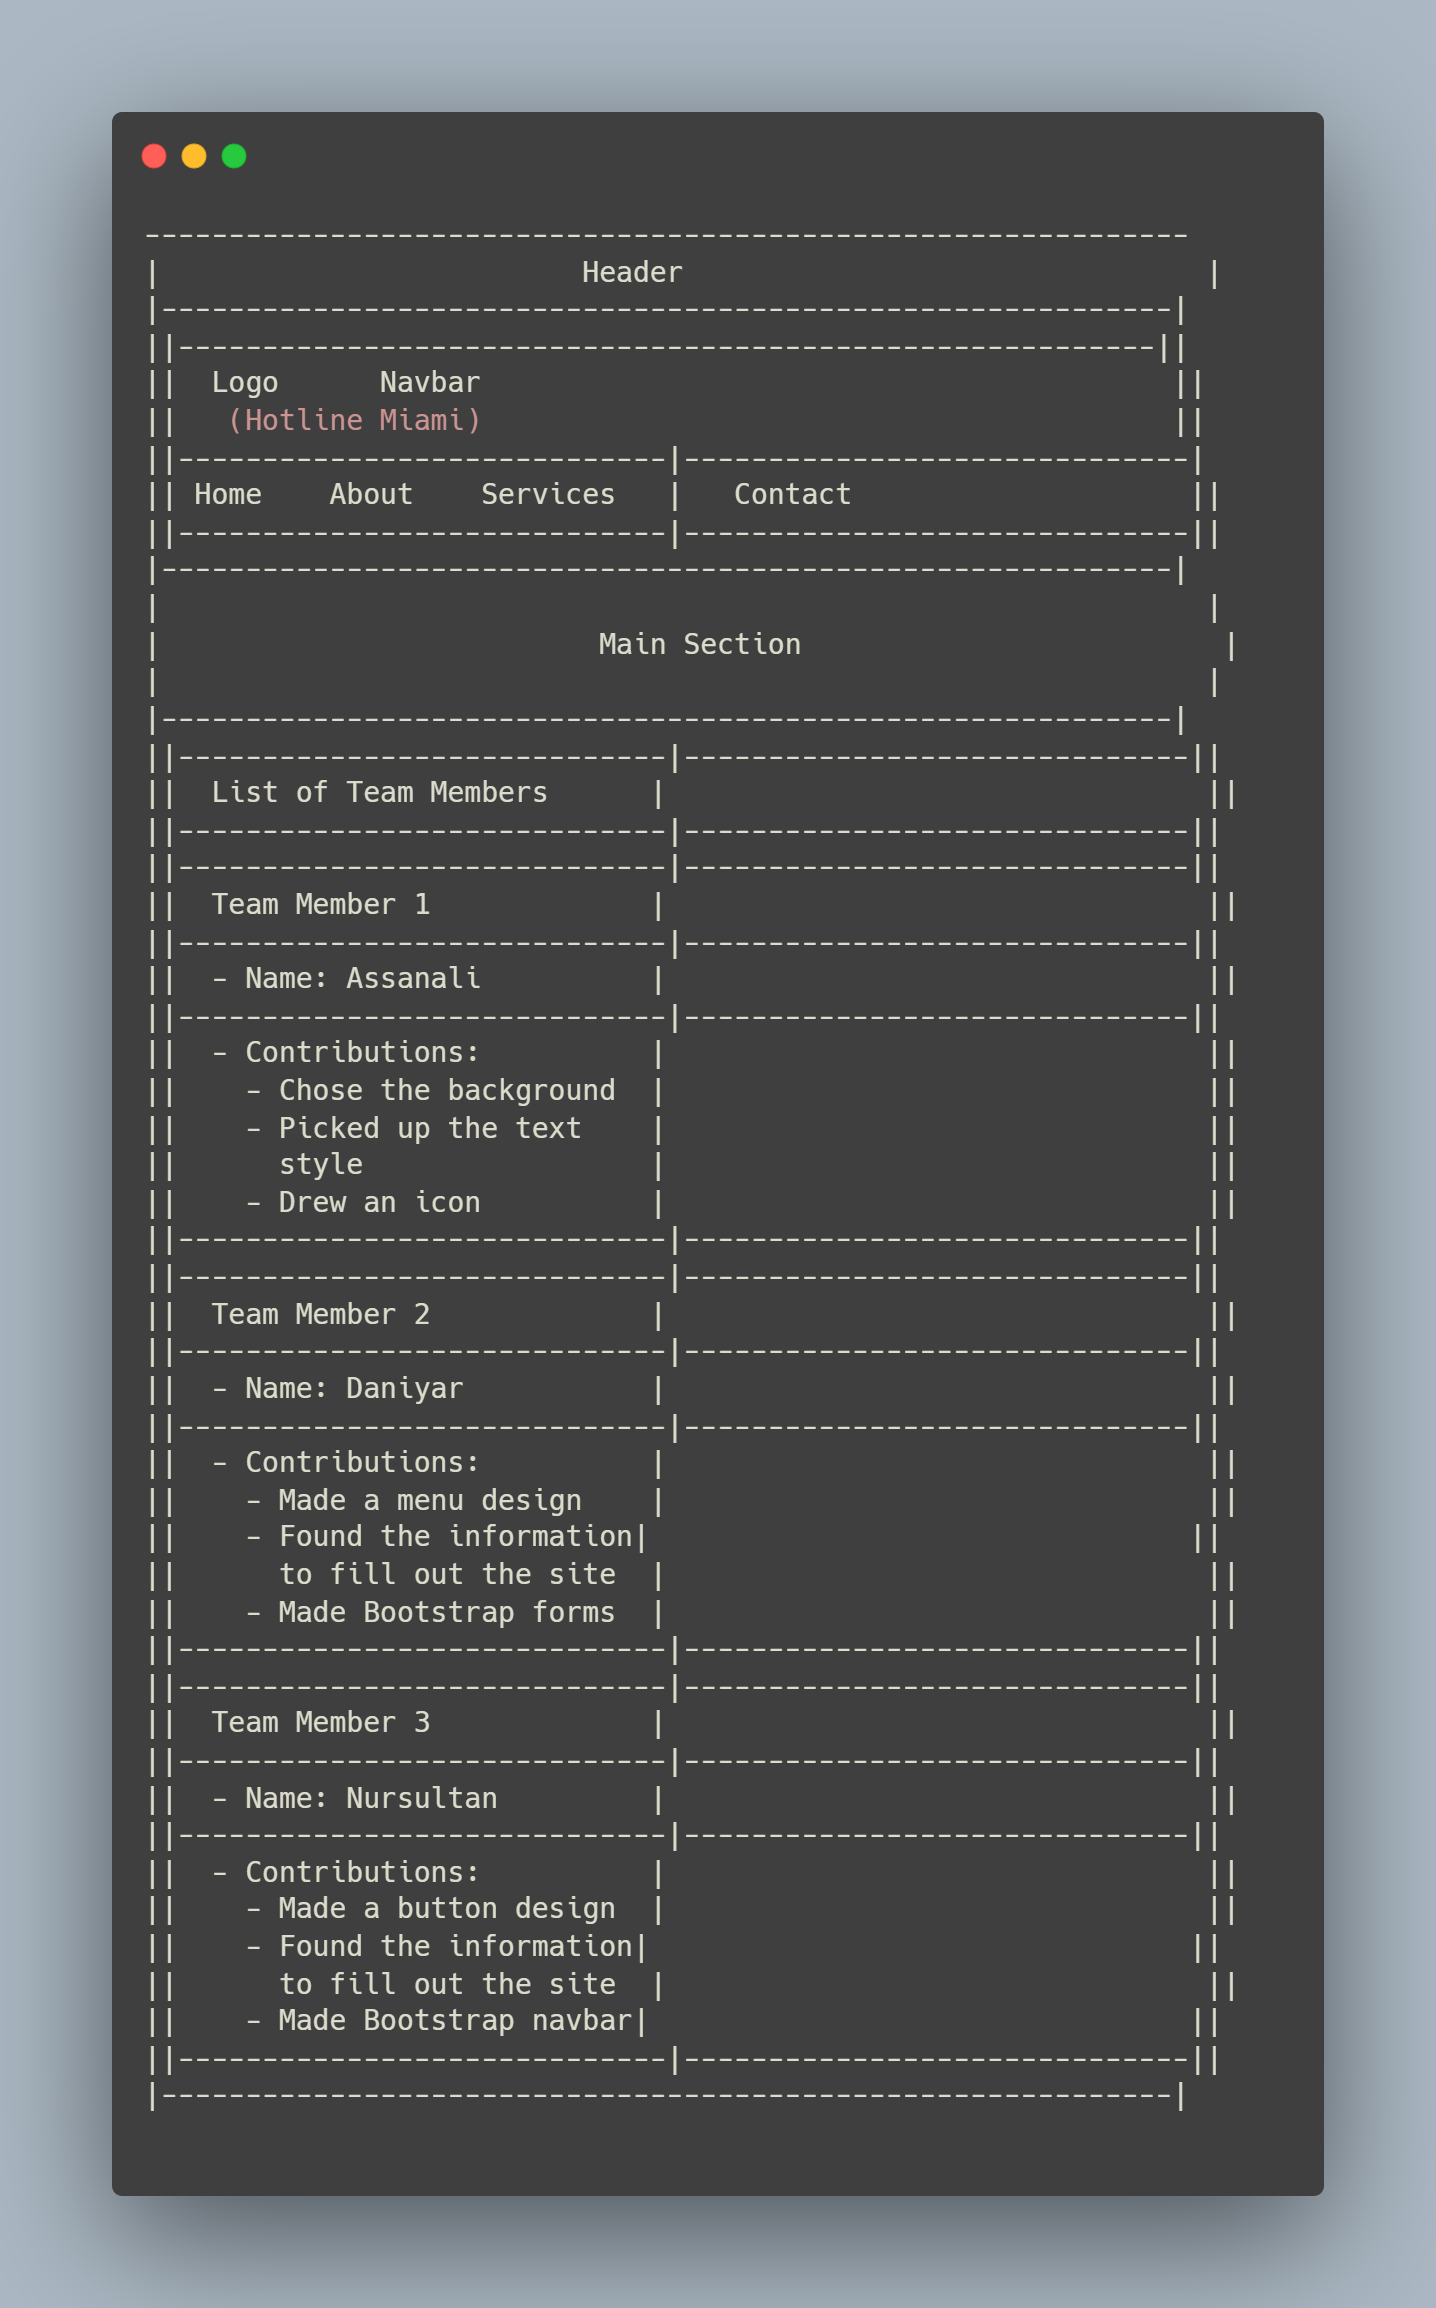 --------------------------------------------------------------
|                         Header                               |
|------------------------------------------------------------|
||----------------------------------------------------------||
||  Logo      Navbar                                         ||
||   (Hotline Miami)                                         ||
||-----------------------------|------------------------------|
|| Home    About    Services   |   Contact                    ||
||-----------------------------|------------------------------||
|------------------------------------------------------------|
|                                                              |
|                          Main Section                         |
|                                                              |
|------------------------------------------------------------|
||-----------------------------|------------------------------||
||  List of Team Members      |                                ||
||-----------------------------|------------------------------||
||-----------------------------|------------------------------||
||  Team Member 1             |                                ||
||-----------------------------|------------------------------||
||  - Name: Assanali          |                                ||
||-----------------------------|------------------------------||
||  - Contributions:          |                                ||
||    - Chose the background  |                                ||
||    - Picked up the text    |                                ||
||      style                 |                                ||
||    - Drew an icon          |                                ||
||-----------------------------|------------------------------||
||-----------------------------|------------------------------||
||  Team Member 2             |                                ||
||-----------------------------|------------------------------||
||  - Name: Daniyar           |                                ||
||-----------------------------|------------------------------||
||  - Contributions:          |                                ||
||    - Made a menu design    |                                ||
||    - Found the information|                                ||
||      to fill out the site  |                                ||
||    - Made Bootstrap forms  |                                ||
||-----------------------------|------------------------------||
||-----------------------------|------------------------------||
||  Team Member 3             |                                ||
||-----------------------------|------------------------------||
||  - Name: Nursultan         |                                ||
||-----------------------------|------------------------------||
||  - Contributions:          |                                ||
||    - Made a button design  |                                ||
||    - Found the information|                                ||
||      to fill out the site  |                                ||
||    - Made Bootstrap navbar|                                ||
||-----------------------------|------------------------------||
|------------------------------------------------------------|